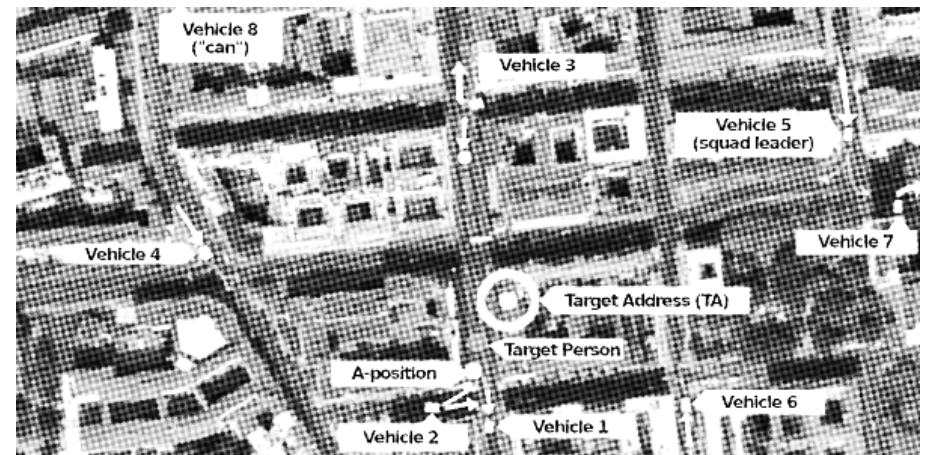 Vehicle 8
("can")
Vehicle 3
Vehicle 5
(squad leader)
Vehicle 4
Vehicle 7
Target Address (TA)
Target Person
A-position
Vehicle 6
Vehicle 2
Vehicle 1